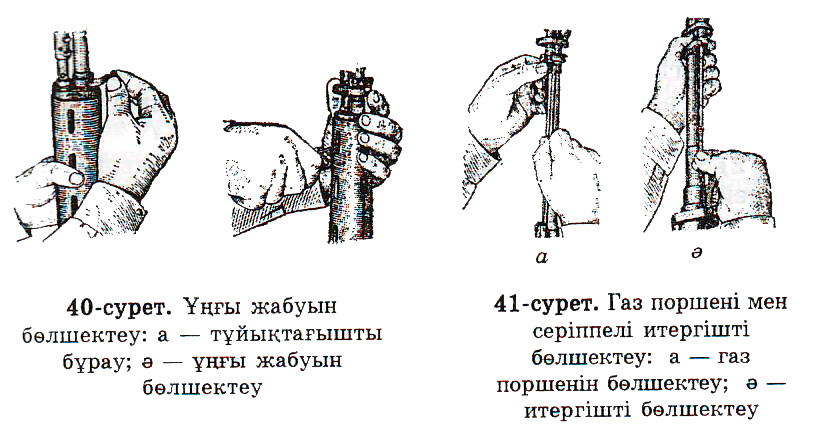 40-сурет. Ұңғы жабуын
бөлшектеу: а — тұйықтағышты
бұрау; ә — ұңғы жабуын
бөлшектеу
а
ә
41-сурет. Газ поршені мен
серіппелі итергішті
бөлшектеу: а — газ
поршенін бөлшектеу; ә —
итергішті бөлшектеу